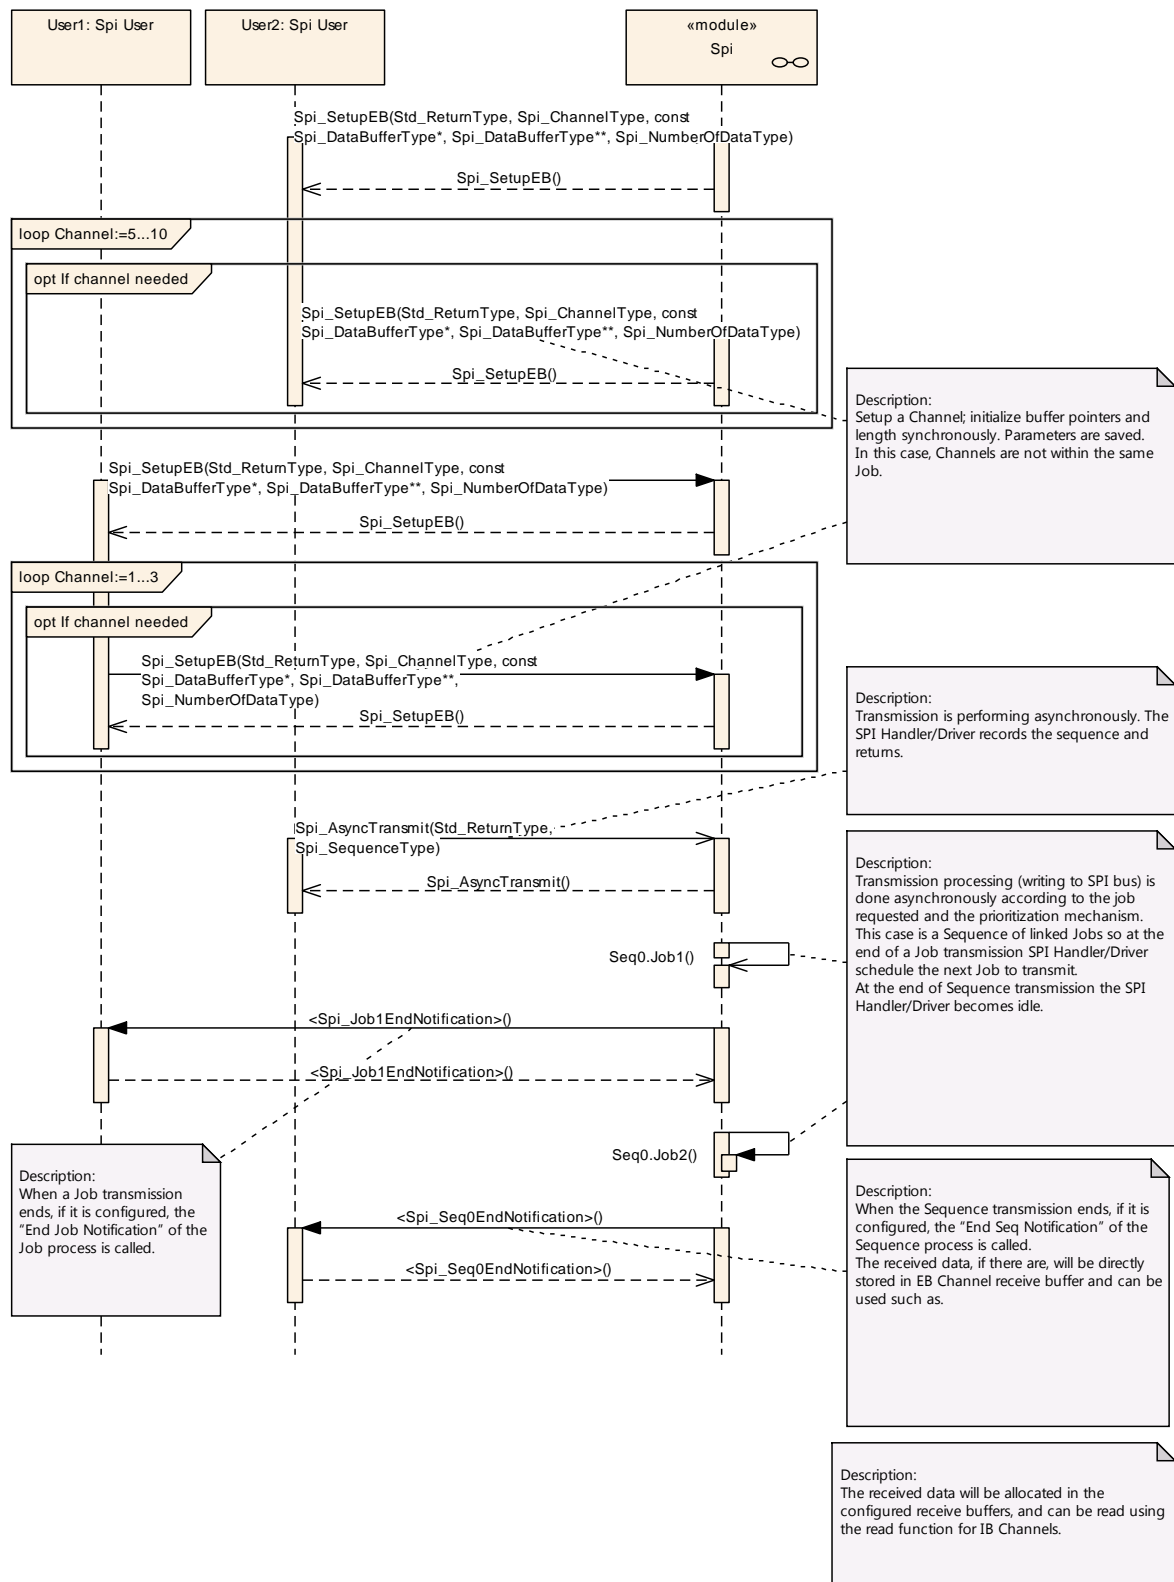 User1: Spi User
User2: Spi User
«module»
Spi
Spi_SetupEB(Std_ReturnType, Spi_ChannelType, const
Spi_DataBufferType*, Spi_DataBufferType**, Spi_NumberOfDataType)
Spi_SetupEB()
loop Channel:=5...10
opt If channel needed
Spi_SetupEB(Std_ReturnType, Spi_ChannelType, const
Spi_DataBufferType*, Spi_DataBufferType**, Spi_NumberOfDataType)
Spi_SetupEB()
Description:
Setup a Channel; initialize buffer pointers and
length synchronously. Parameters are saved.
In this case, Channels are not within the same
Job.
Spi_SetupEB(Std_ReturnType, Spi_ChannelType, const
Spi_DataBufferType*, Spi_DataBufferType**, Spi_NumberOfDataType)
Spi_SetupEB()
loop Channel:=1...3
opt If channel needed
Spi_SetupEB(Std_ReturnType, Spi_ChannelType, const
Spi_DataBufferType*, Spi_DataBufferType**,
Spi_NumberOfDataType)
Spi_SetupEB()
Description:
Transmission is performing asynchronously. The
SPI Handler/Driver records the sequence and
returns.
Spi_AsyncTransmit(Std_ReturnType,
Spi_SequenceType)
Spi_AsyncTransmit()
Description:
Transmission processing (writing to SPI bus) is
done asynchronously according to the job
requested and the prioritization mechanism.
This case is a Sequence of linked Jobs so at the
end of a Job transmission SPI Handler/Driver
schedule the next Job to transmit.
At the end of Sequence transmission the SPI
Handler/Driver becomes idle.
Seq0.Job1()
<Spi_Job1EndNotification>()
<Spi_Job1EndNotification>()
Seq0.Job2()
Description:
When a Job transmission
ends, if it is configured, the
“End Job Notification” of the
Job process is called.
<Spi_Seq0EndNotification>()
<Spi_Seq0EndNotification>()
Description:
When the Sequence transmission ends, if it is
configured, the “End Seq Notification” of the
Sequence process is called.
The received data, if there are, will be directly
stored in EB Channel receive buffer and can be
used such as.
Description:
The received data will be allocated in the
configured receive buffers, and can be read using
the read function for IB Channels.